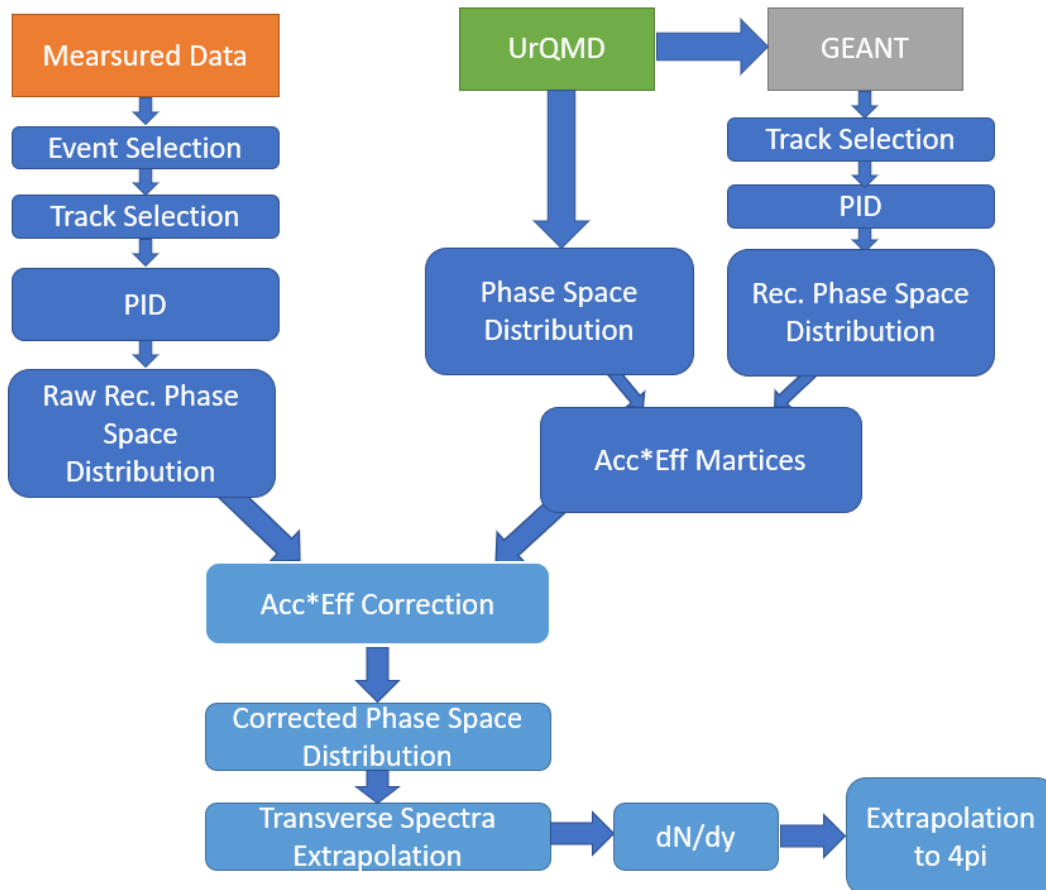 Mearsured Data
Event Selection
Track Selection
PID
Raw Rec. Phase
Space
Distribution
UrQMD
GEANT
Track Selection
PID
Phase Space
Distribution
Rec. Phase Space
Distribution
Acc*Eff Martices
Acc*Eff Correction
Corrected Phase Space
Distribution
Transverse Spectra
Extrapolation
dN/dy
Extrapolation
to 4pi